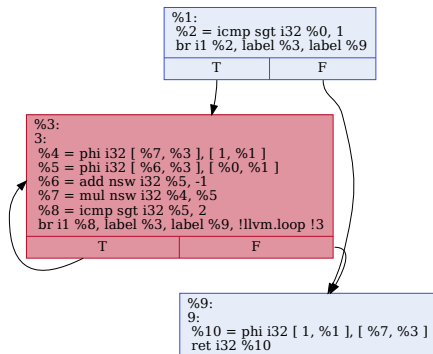 %1:
%2 = icmp sgt i32 %0, 1
br i1 %2, label %3, label %9
T F
%3:
3:
%4 = phi i32 [ %7, %3 ], [ 1, %1 ]
%5 = phi i32 [ %6, %3 ], [ %0, %1 ]
%6 = add nsw i32 %5, -1
%7 = mul nsw i32 %4, %5
%8 = icmp sgt i32 %5, 2
br i1 %8, label %3, label %9, !llvm.loop !3
T F
%9:
9:
%10 = phi i32 [ 1, %1 ], [ %7, %3 ]
ret i32 %10